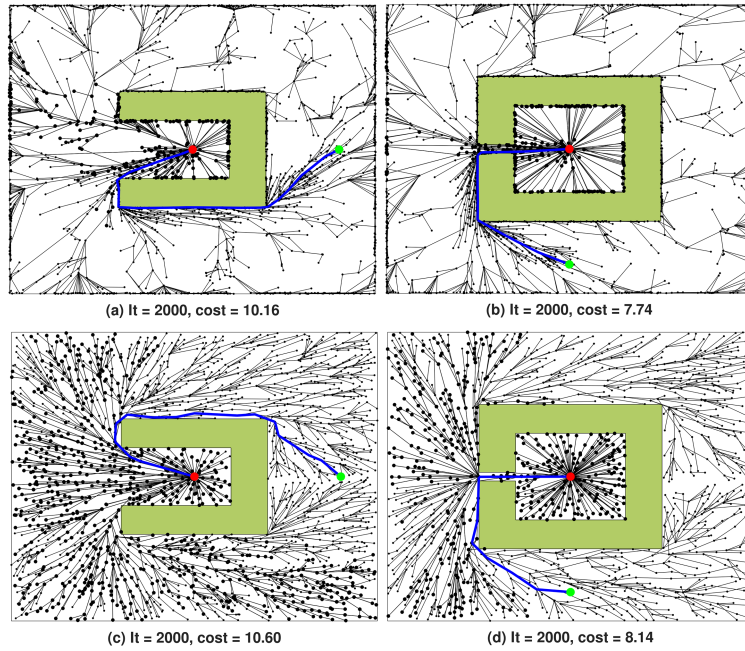 (a) It = 2000, cost = 10.16
(b) It = 2000, cost = 7.74
(c) It = 2000, cost = 10.60
(d) It = 2000, cost = 8.14